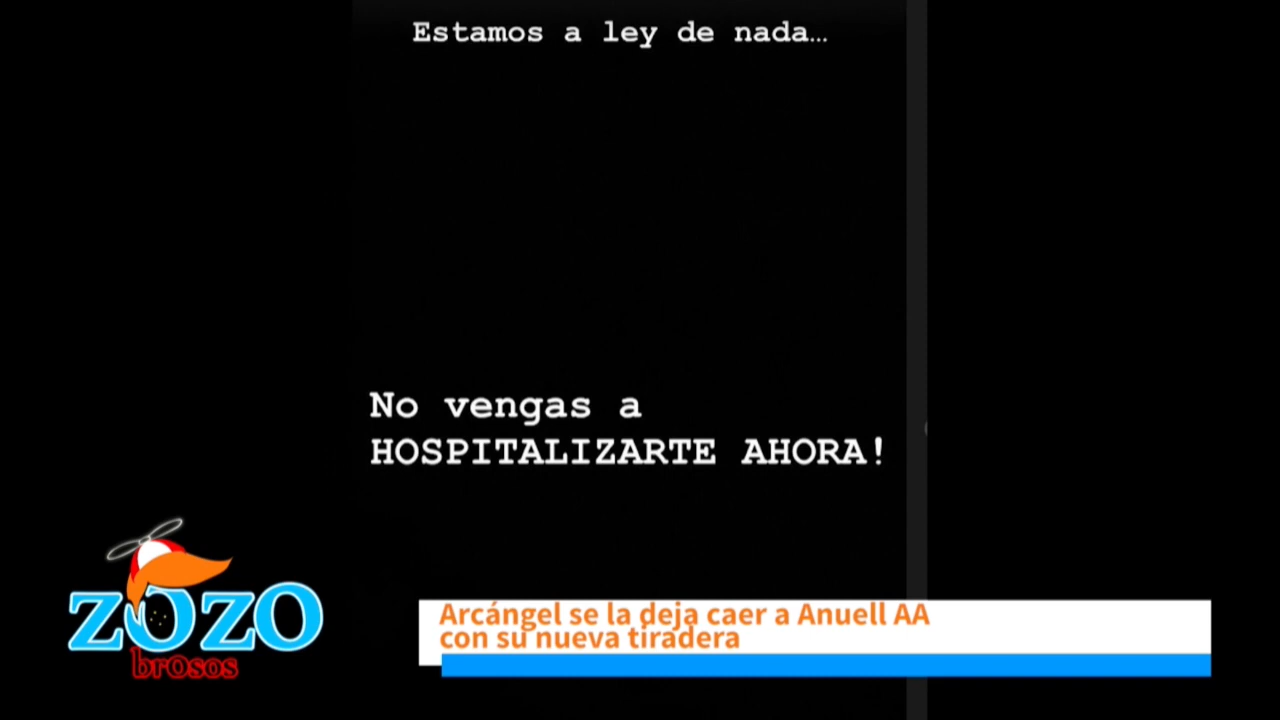 Estamos a ley de nada…
No vengas a
HOSPITALIZARTE AHORA!
zozo
brOsos
Arcángel se la deja caer a Anuell AA
con su nueva tiradera